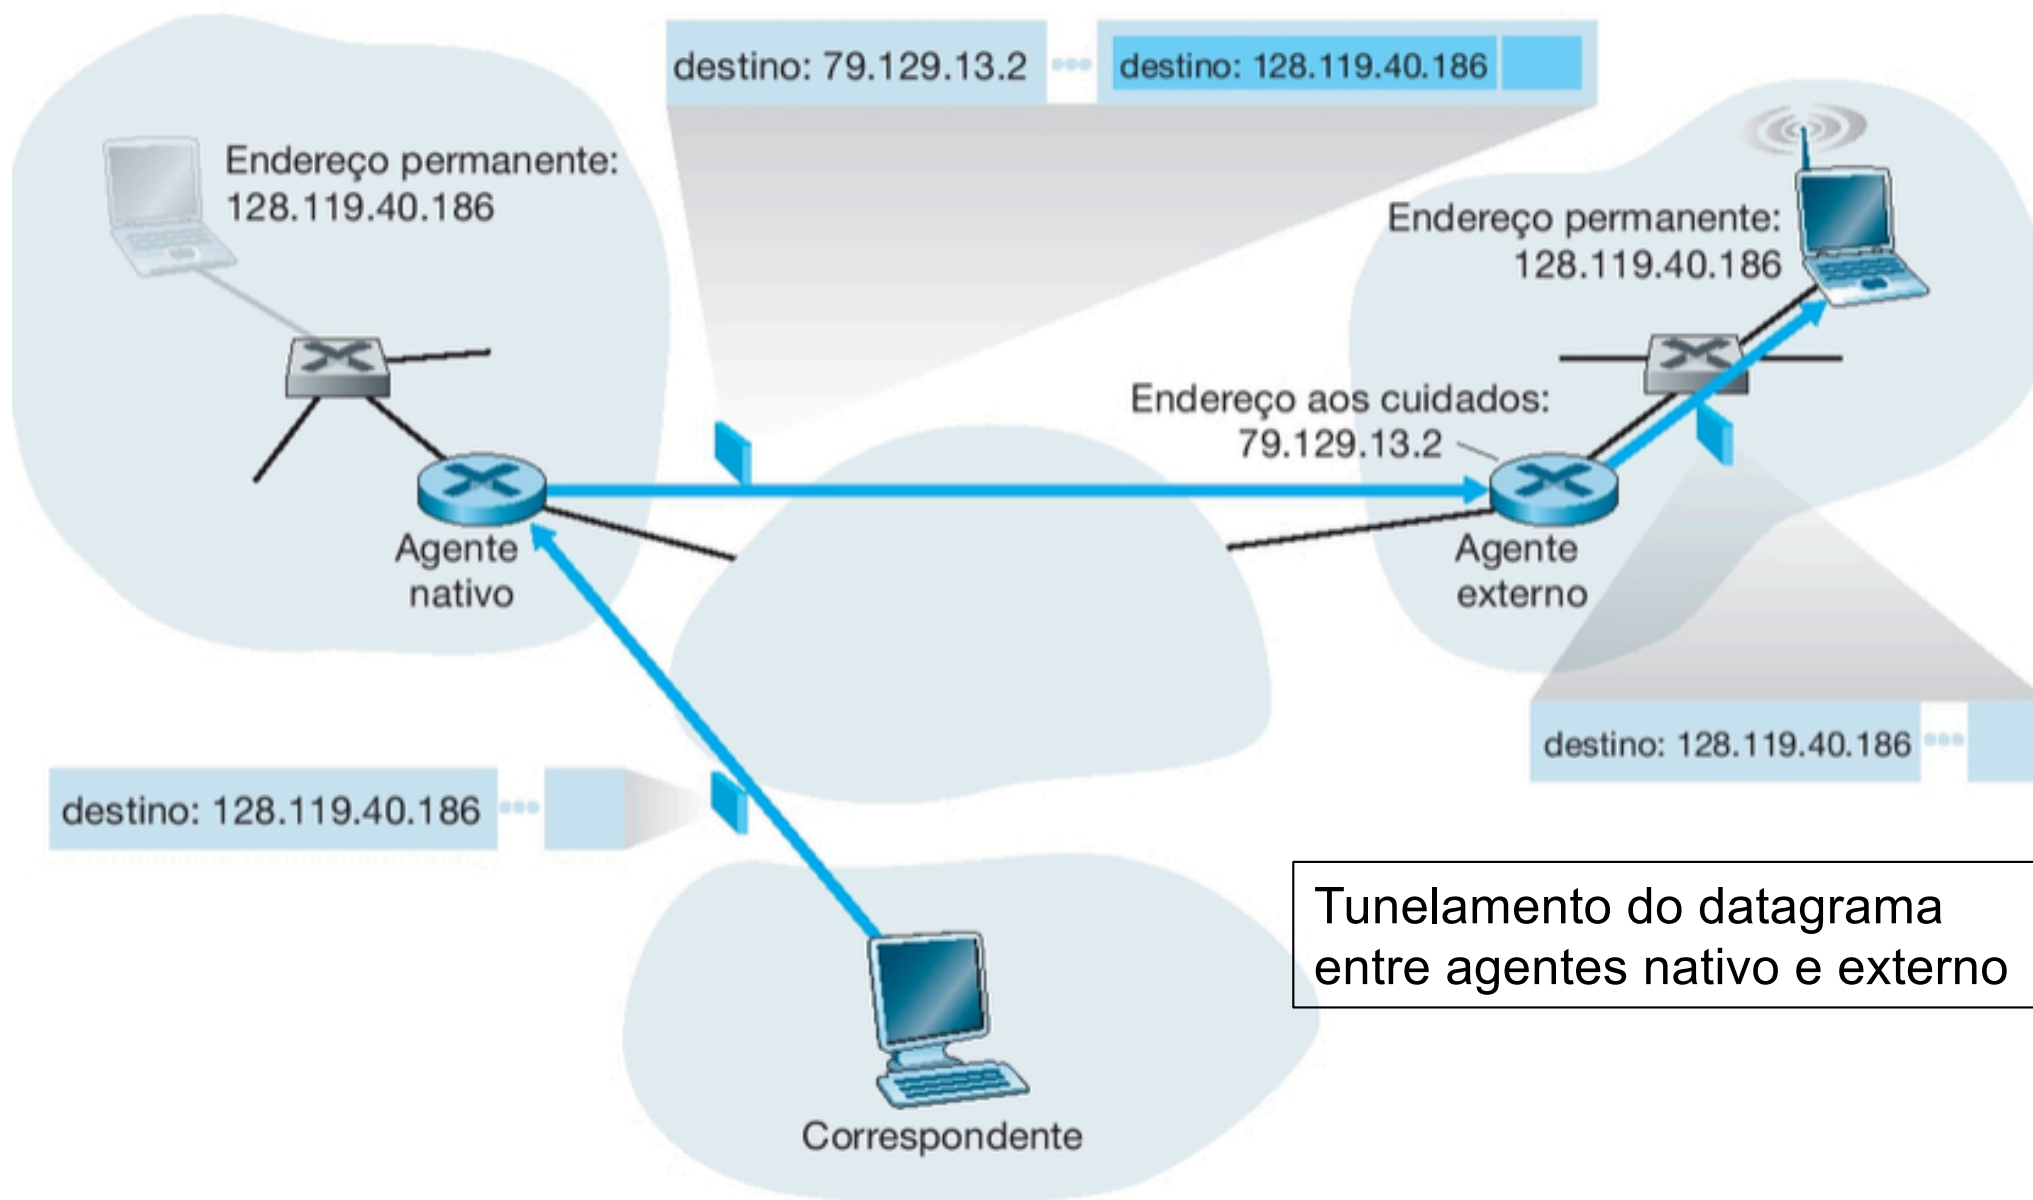 destino: 79.129.13.2
destino: 128.119.40.186
Endereço permanente:
128.119.40.186
Endereço permanente:
128.119.40.186
Endereço aos cuidados:
79.129.13.2
Agente
nativo
Agente
externo
destino: 128.119.40.186
destino: 128.119.40.186
Tunelamento do datagrama
entre agentes nativo e externo
Correspondente